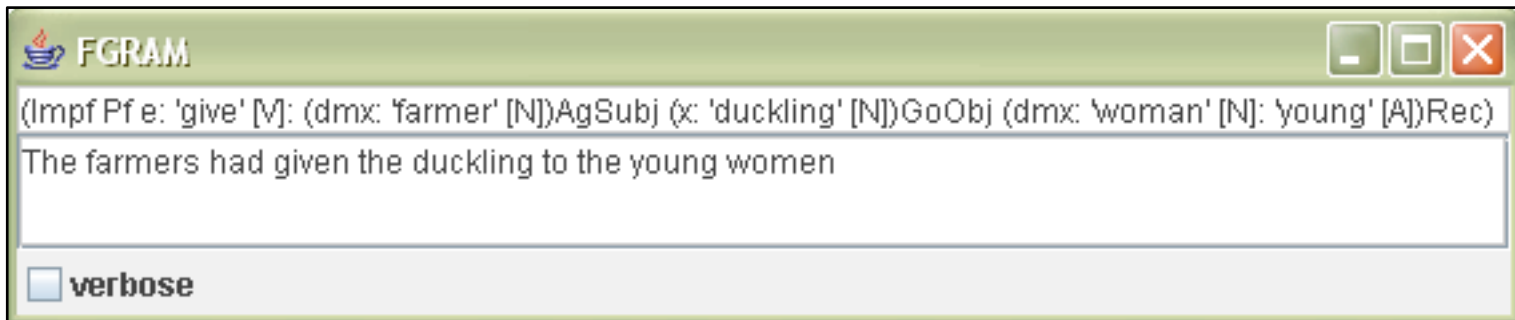 FGRAM
(Impf Pf e: 'give' [V]: (dmx: 'farmer' [N])AgSubj (x: 'duckling' [N])GoObj (dmx: 'woman' [N]: 'young' [A])Rec)
The farmers had given the duckling to the young women
verbose